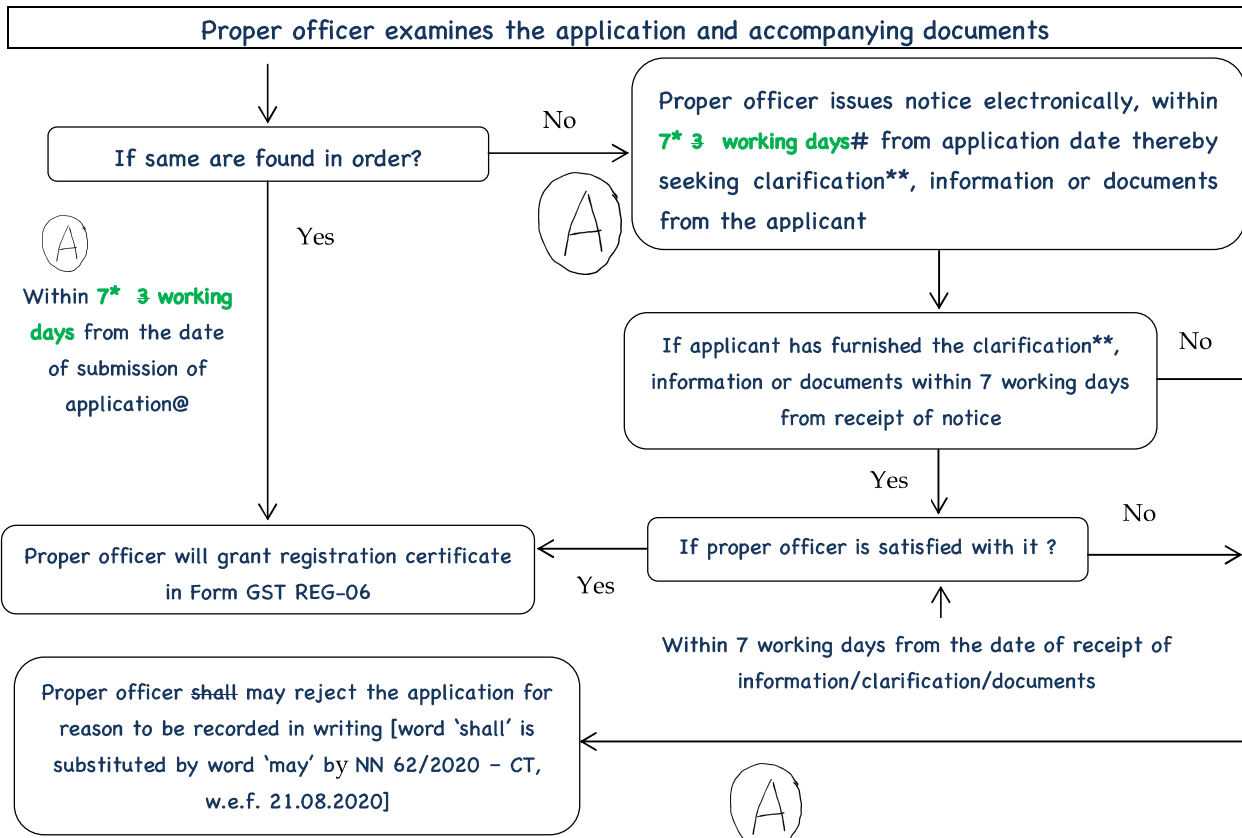 Proper officer examines the application and accompanying documents
If same are found in order?
No
Proper officer issues notice electronically, within
7* 3 working days# from application date thereby
seeking clarification**, information or documents
from the applicant
A
A
Yes
Within 7* 3 working
days from the date
of submission of
application@
If applicant has furnished the clarification**,
information or documents within 7 working days
from receipt of notice
No
Yes
If proper officer is satisfied with it ?
No
Yes
Proper officer will grant registration certificate
in Form GST REG-06
Within 7 working days from the date of receipt of
information/clarification/documents
Proper officer shall may reject the application for
reason to be recorded in writing [word ‘shall’ is
substituted by word ‘may’ by NN 62/2020 – CT,
w.e.f. 21.08.2020]
A